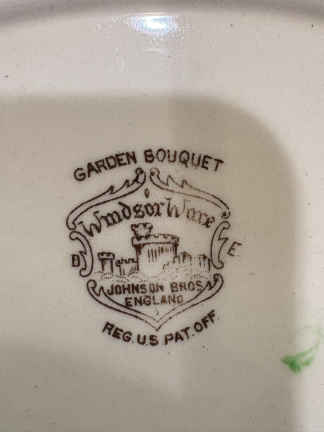 GARDEN BOUQUET
Windsor Ware
D E.
JOHNSON BROS
ENGLAND
REG. U.S PAT. OFF.